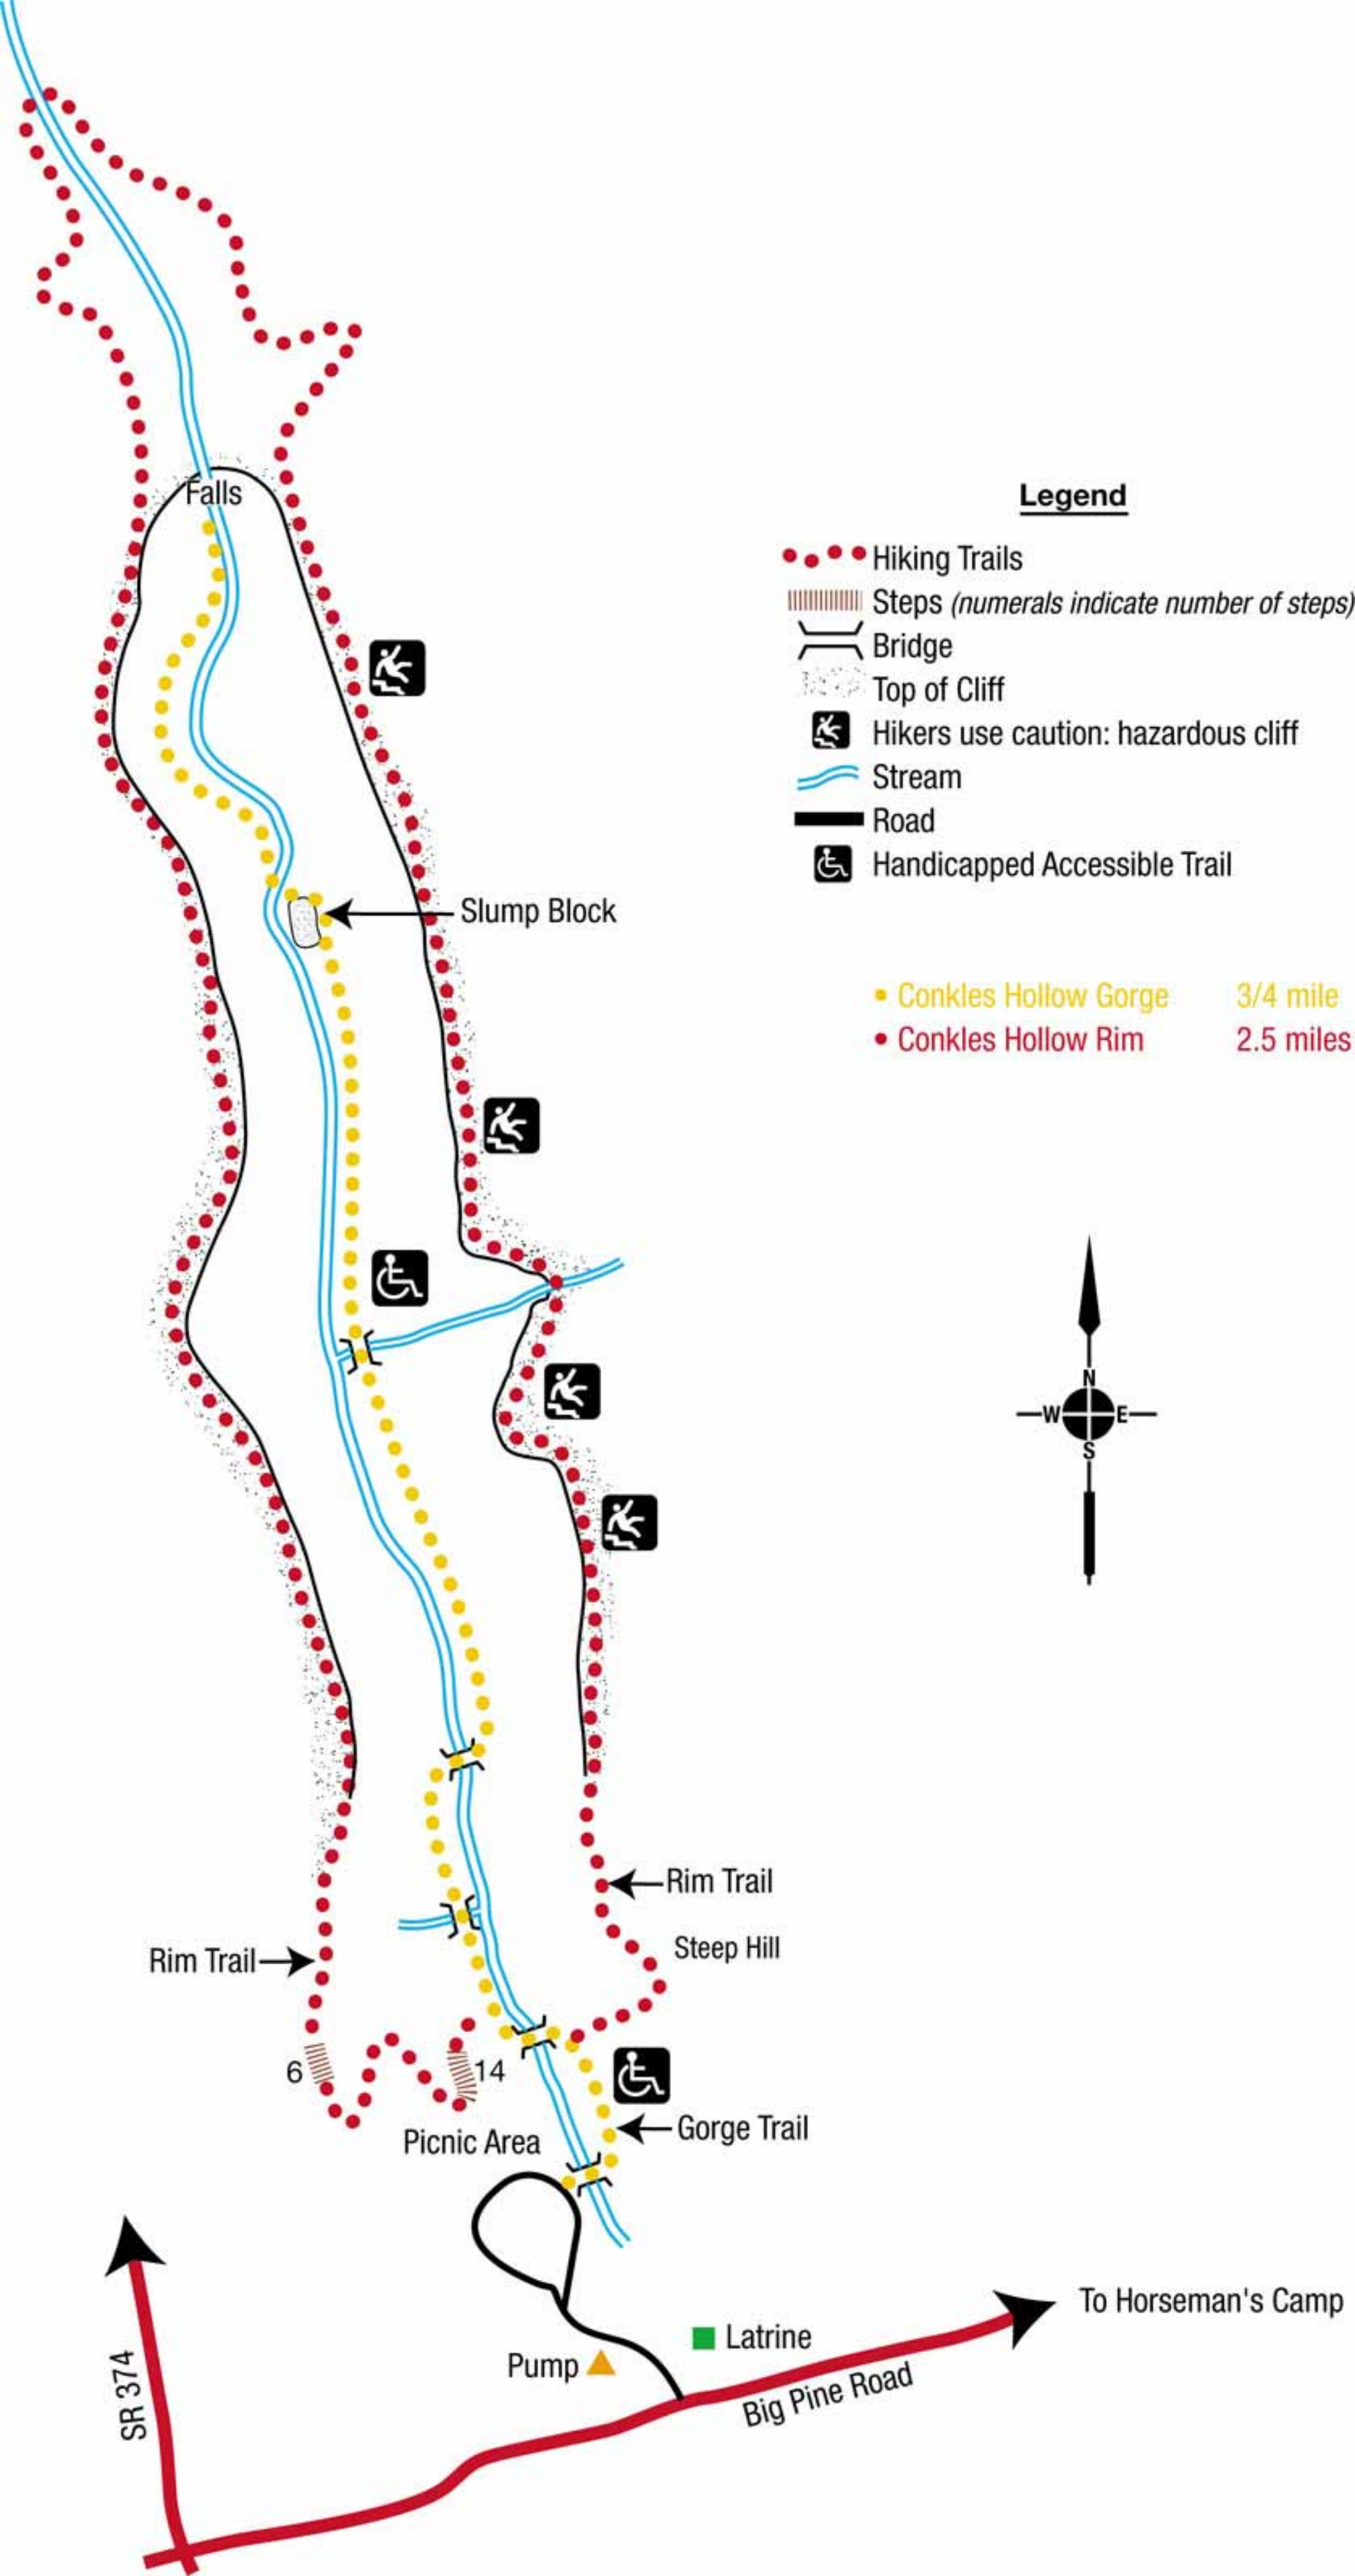 Falls
Legend
Hiking Trails
Steps (numerals indicate number of steps)
Bridge
Top of Cliff
Hikers use caution: hazardous cliff
Stream
Road
Handicapped Accessible Trail
Slump Block
Conkles Hollow Gorge 3/4 mile
Conkles Hollow Rim 2.5 miles
N
W E
S
Rim Trail
Steep Hill
Rim Trail
6
14
Gorge Trail
Picnic Area
To Horseman's Camp
Latrine
Pump
Big Pine Road
SR 374